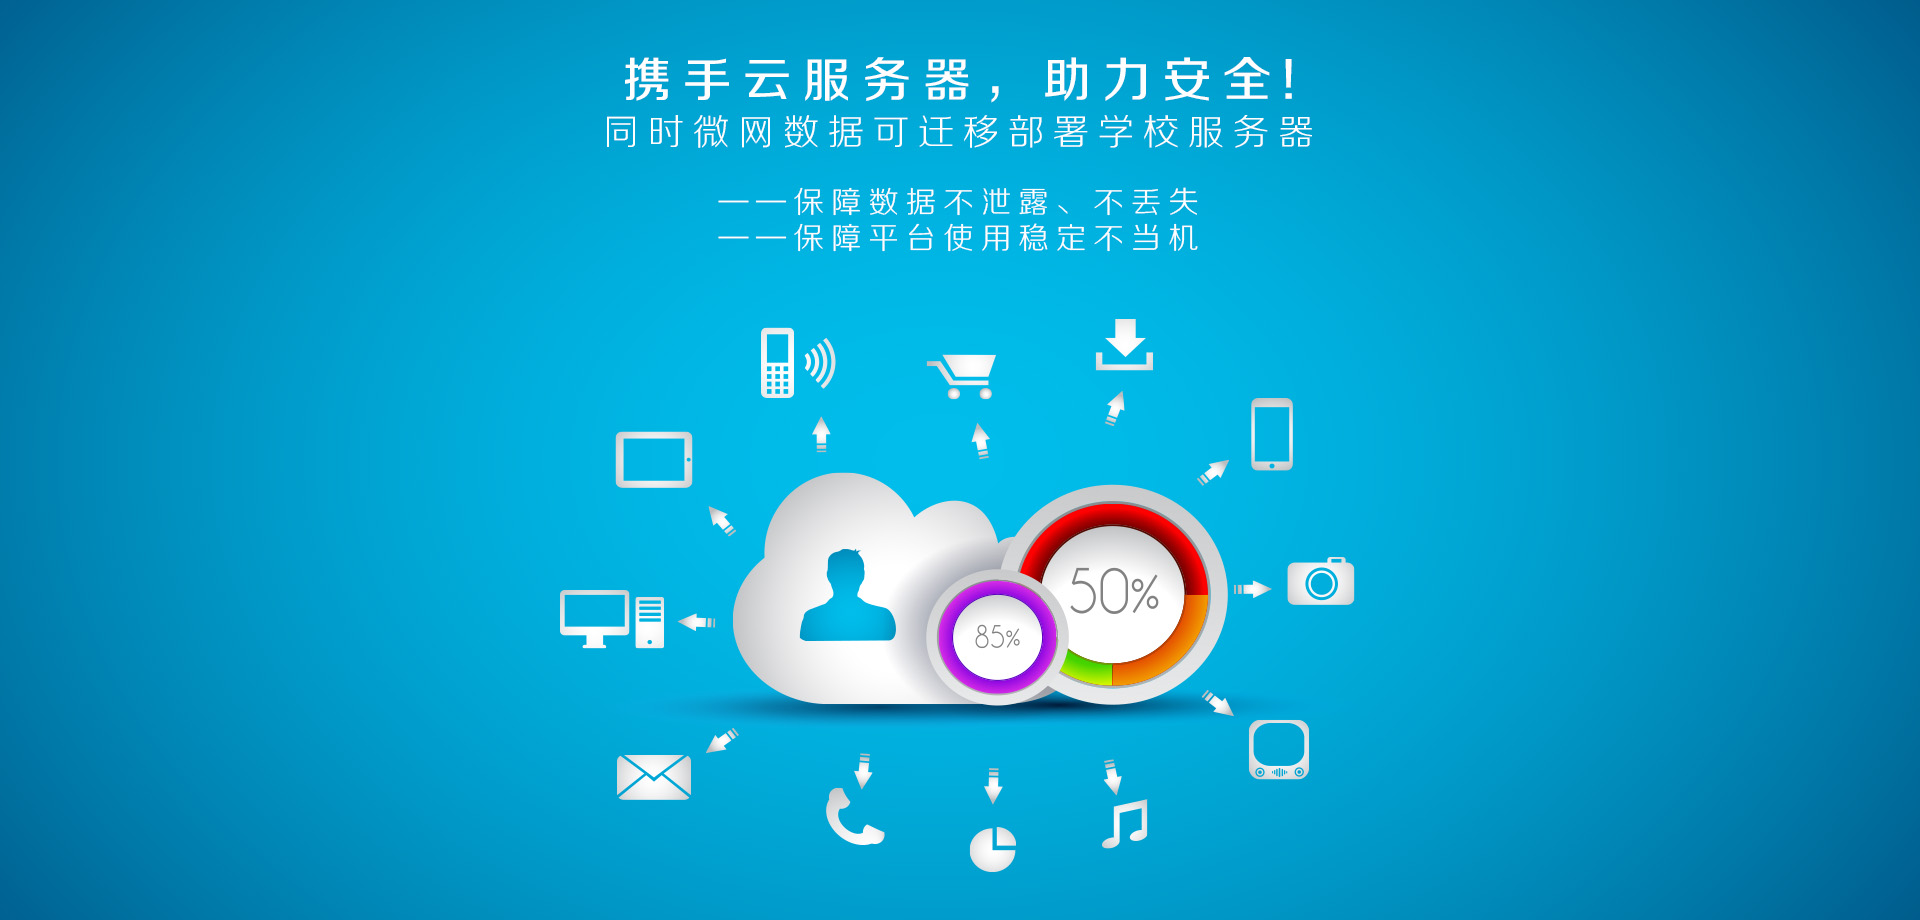 携手云服务器，助力安全!
同时微网数据可迁移部署学校服务器
——保障数据不泄露、不丢失
——保障平台使用稳定不当机
50%
85%